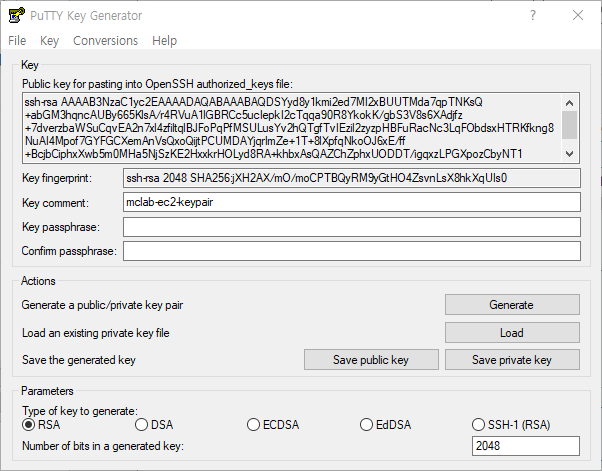 PuTTY Key Generator
File Key Conversions Help
Key
Public key for pasting into OpenSSH authorized_keys file:
ssh-rsa AAAAB3NzaC1yc2EAAAADAQABAAABAQDSYyd8y1kmi2ed7MI2xBUUTMda7qpTNKsQ
+abGM3hqncAUBy665KlsA/r4RVuA1lGBRCc5uclepkI2cTqqa90R8YkokK/gbS3V8s6XAdjfz
+7dverzbaWSuCqvEA2n7xl4zfiltqIBJFoPqPfMSULusYv2hQTgfTvIEzil2zyzpHBFuRacNc3LqFObdsxHTRKfkng8
NuAI4Mpof7GYFGCXemAnVsQxoQijtPCUMDAYjqrlmZe+1T+8lXpfqNkoOJ6xE/ff
+BcjbCiphxXwb5m0MHa5NjSzKE2HxxkrHOLyd8RA+khbxAsQAZChZphxUODDT/igqxzLPGXpozCbyNT1
Key fingerprint: ssh-rsa 2048 SHA256:jXH2AX/mO/moCPTBQyRM9yGtHO4ZsvnLsX8hkXqUIs0
Key comment: mclab-ec2-keypair
Key passphrase:
Confirm passphrase:
Actions
Generate a public/private key pair Generate
Load an existing private key file Load
Save the generated key Save public key Save private key
Parameters
Type of key to generate:
RSA DSA ECDSA EdDSA SSH-1 (RSA)
Number of bits in a generated key: 2048